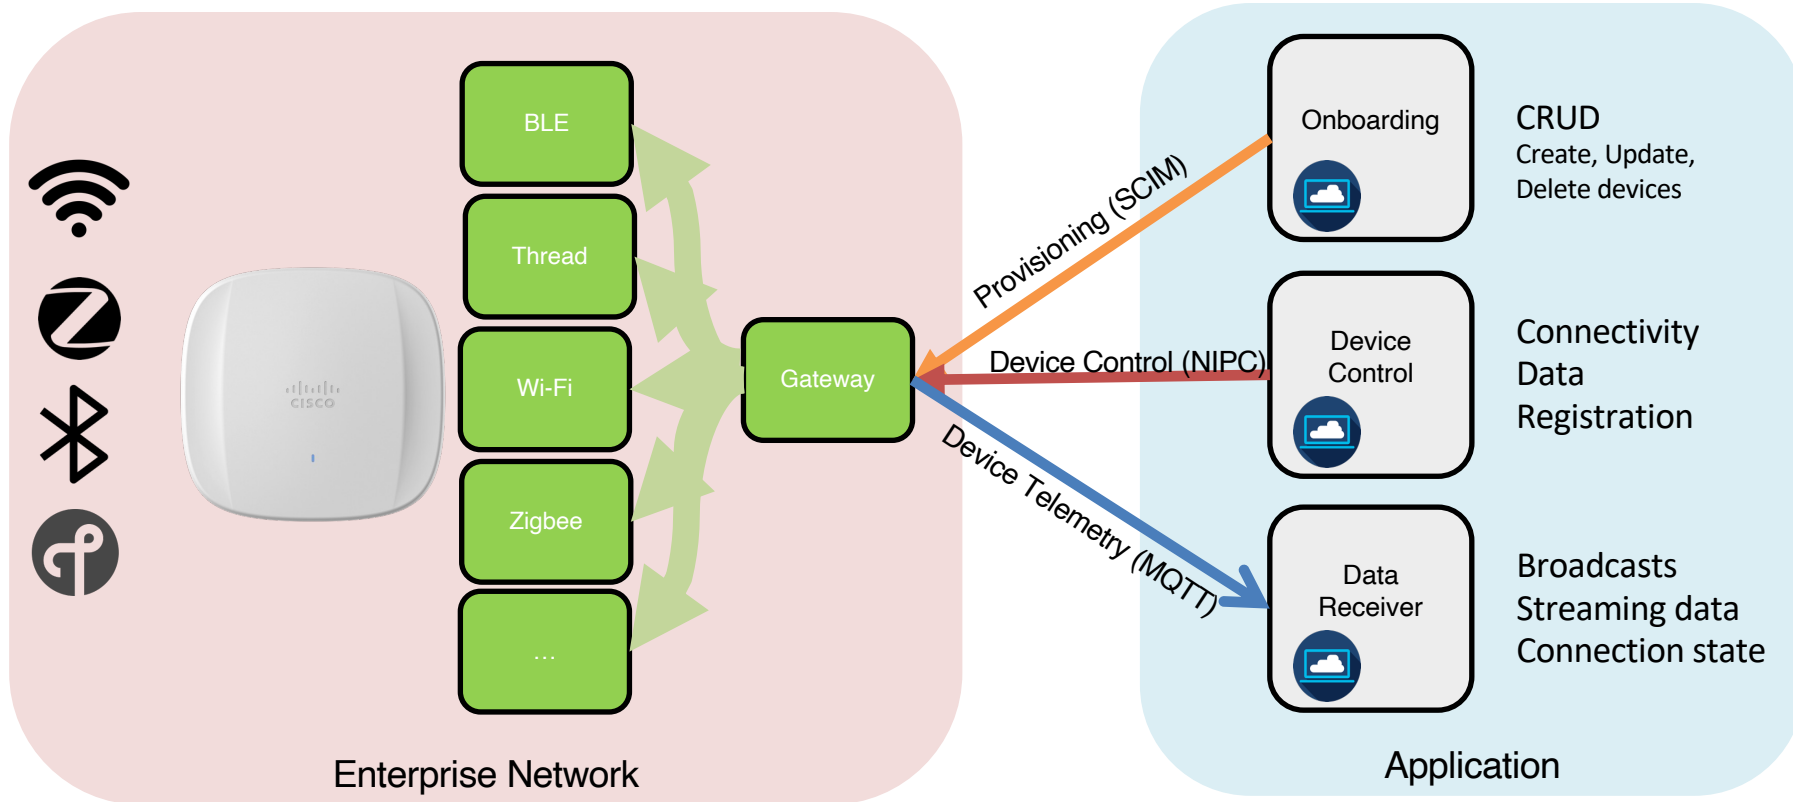 BLE
Thread
Wi-Fi
Zigbee
...
CISCO
Gateway
Enterprise Network
Provisioning (SCIM)
Device Control (NIPC)
Device Telemetry (MQTT)
Onboarding
CRUD
Create, Update,
Delete devices
Device
Control
Connectivity
Data
Registration
Data
Receiver
Broadcasts
Streaming data
Connection state
Application